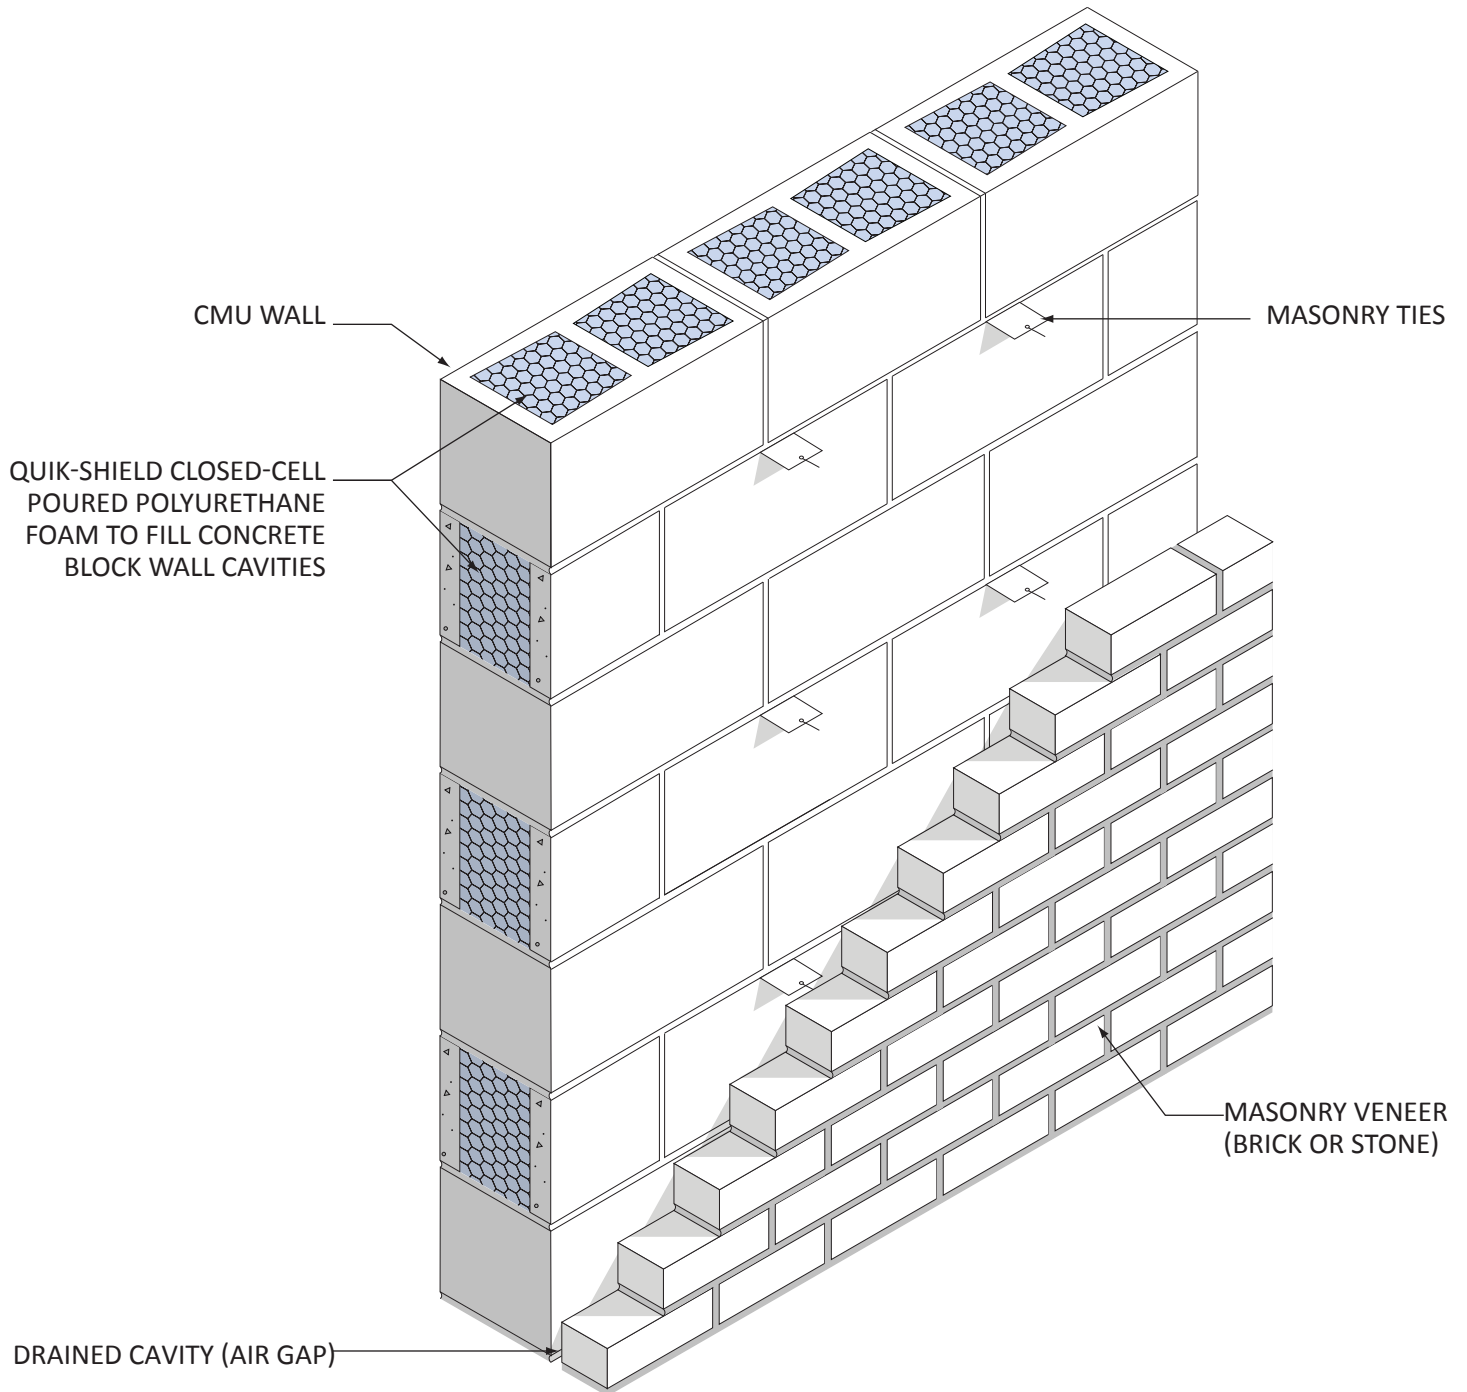 CMU WALL
MASONRY TIES
QUIK-SHIELD CLOSED-CELL
POURED POLYURETHANE
FOAM TO FILL CONCRETE
BLOCK WALL CAVITIES
MASONRY VENEER
(BRICK OR STONE)
DRAINED CAVITY (AIR GAP)